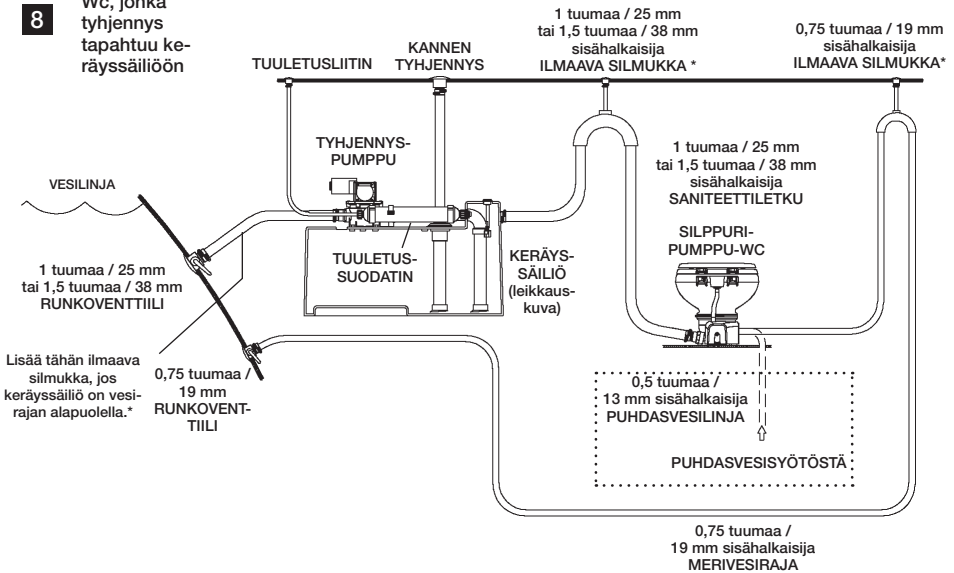 8
Wc, jonka
tyhjennys
tapahtuu ke-
räyssäiliöön
TUULETUSLIITIN
KANNEN
TYHJENNYS
1 tuumaa / 25 mm
tai 1,5 tuumaa / 38 mm
sisähalkaisija
ILMAAVA SILMUKKA *
0,75 tuumaa / 19 mm
sisähalkaisija
ILMAAVA SILMUKKA*
TYHJENNYS-
PUMPPU
VESILINJA
1 tuumaa / 25 mm
tai 1,5 tuumaa / 38 mm
sisähalkaisija
SANITEETTILETKU
SILPPURI-
PUMPPU-WC
TUULETUS-
SUODATIN
KERÄYS-
SÄILIÖ
(leikkaus-
kuva)
1 tuumaa / 25 mm
tai 1,5 tuumaa / 38 mm
RUNKOVENTTIILI
Lisää tähän ilmaava
silmukka, jos
keräyssäiliö on vesi-
rajan alapuolella.*
0,75 tuumaa /
19 mm
RUNKOVENT-
TIILI
0,5 tuumaa /
13 mm sisähalkaisija
PUHDASVESILINJA
PUHDASVESISYÖTÖSTÄ
0,75 tuumaa /
19 mm sisähalkaisija
MERIVESIRAJA